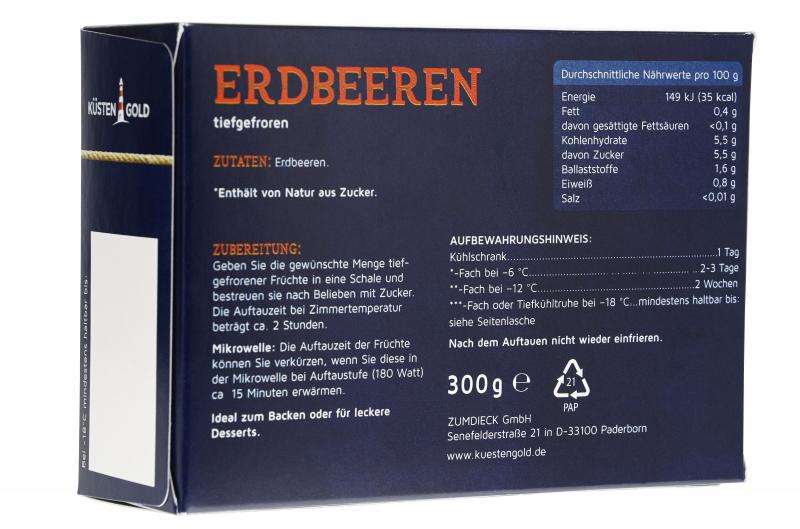 KÜSTEN GOLD
Bei -18°C mindestens haltbar bis:
ERDBEEREN
tiefgefroren
ZUTATEN: Erdbeeren.
*Enthält von Natur aus Zucker.
ZUBEREITUNG:
Geben Sie die gewünschte Menge tief-
gefrorener Früchte in eine Schale und
bestreuen sie nach Belieben mit Zucker.
Die Auftauzeit bei Zimmertemperatur
beträgt ca. 2 Stunden.
Mikrowelle: Die Auftauzeit der Früchte
können Sie verkürzen, wenn Sie diese in
der Mikrowelle bei Auftaustufe (180 Watt)
ca 15 Minuten erwärmen.
Ideal zum Backen oder für leckere
Desserts.
Durchschnittliche Nährwerte pro 100 g
Energie 149 kJ (35 kcal)
Fett 0,4 g
davon gesättigte Fettsäuren <0,1 g
Kohlenhydrate 5,5 g
davon Zucker 5,5 g
Ballaststoffe 1,6 g
Eiweiß 0,8 g
Salz <0,01 g
AUFBEWAHRUNGSHINWEIS:
Kühlschrank...1 Tag
*-Fach bei -6 °C...2-3 Tage
**-Fach bei -12 °C...2 Wochen
***-Fach oder Tiefkühltruhe bei -18 °C...mindestens haltbar bis:
siehe Seitenlasche
Nach dem Auftauen nicht wieder einfrieren.
300g ℮
21
PAP
ZUMDIECK GmbH
Senefelderstraße 21 in D-33100 Paderborn
www.kuestengold.de